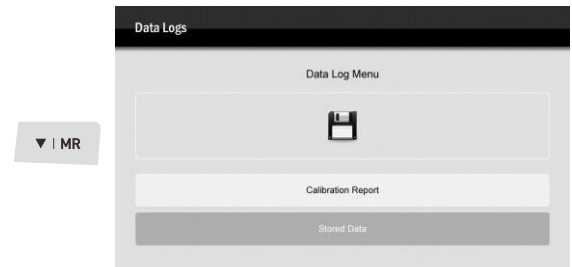 Data Logs
Data Log Menu
▼ | MR
Calibration Report
Stored Data